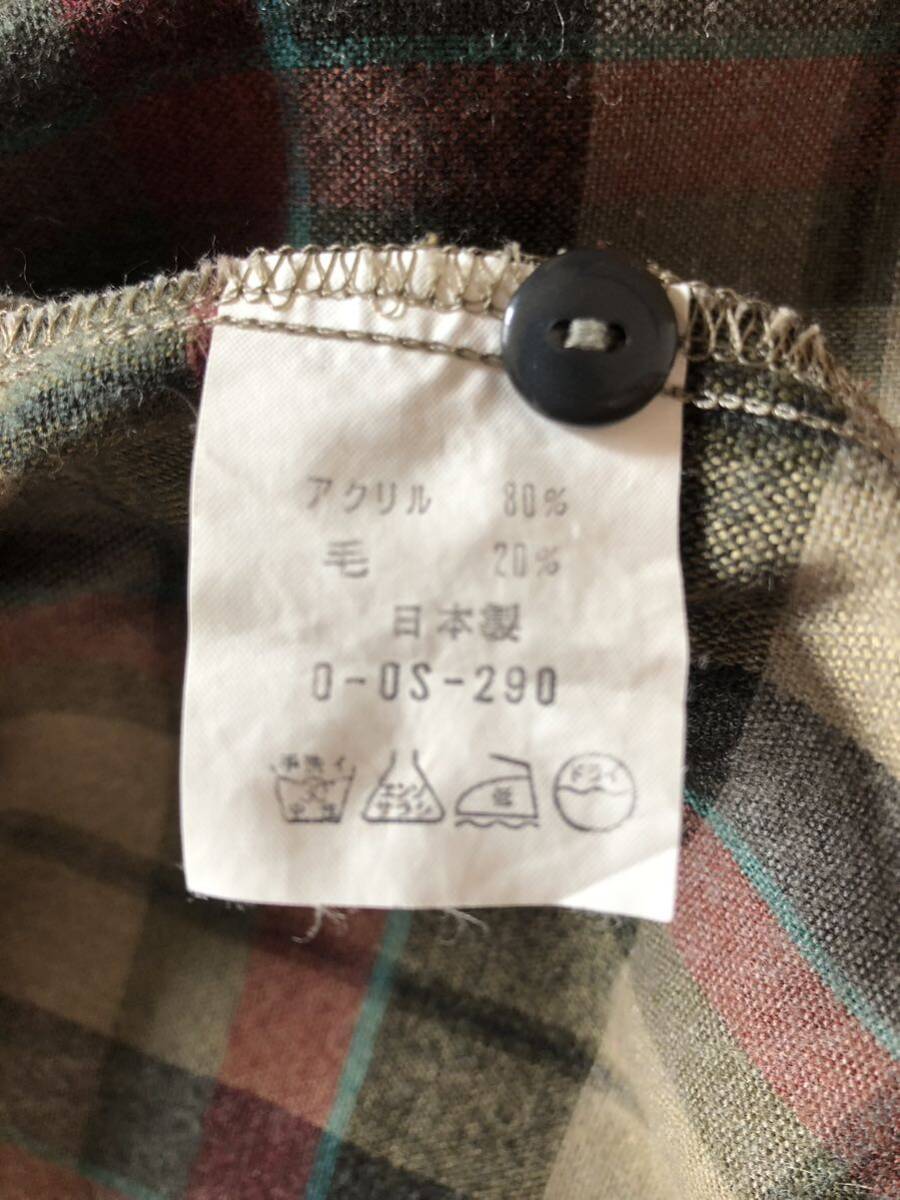 アクリル 80%
毛 20%
日本製
0-0S-290
手洗イ 中性
エンソ サラシ
低
ドライ